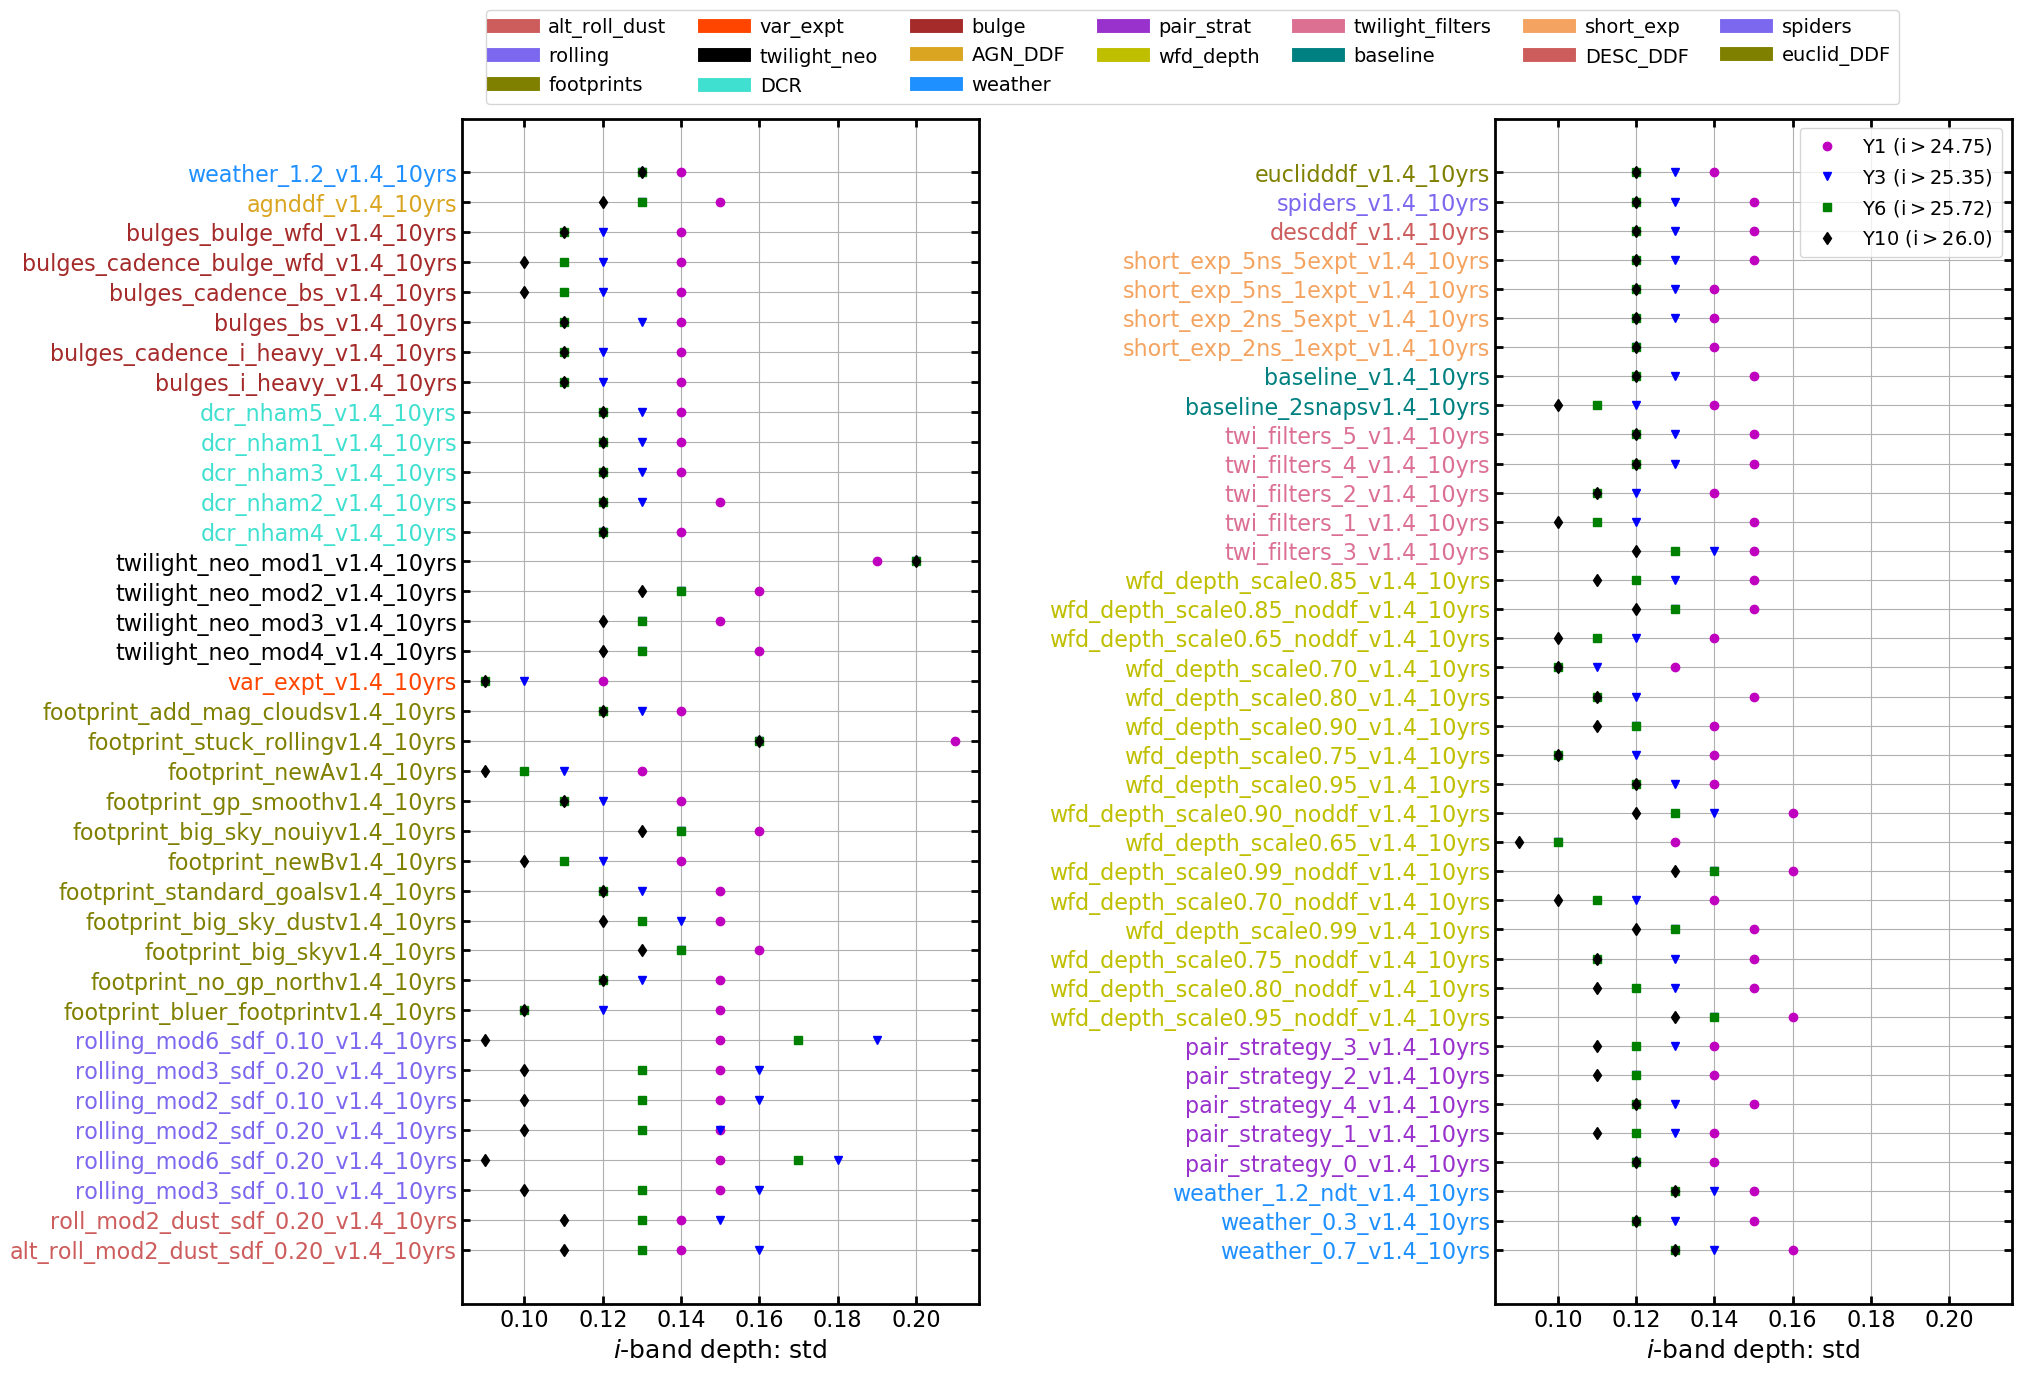 alt_roll_dust var_expt bulge pair_strat twilight_filters short_exp spiders
rolling twilight_neo AGN_DDF wfd_depth baseline DESC_DDF euclid_DDF
footprints DCR weather
weather_1.2_v1.4_10yrs
agnddf_v1.4_10yrs
bulges_bulge_wfd_v1.4_10yrs
bulges_cadence_bulge_wfd_v1.4_10yrs
bulges_cadence_bs_v1.4_10yrs
bulges_bs_v1.4_10yrs
bulges_cadence_i_heavy_v1.4_10yrs
bulges_i_heavy_v1.4_10yrs
dcr_nham5_v1.4_10yrs
dcr_nham1_v1.4_10yrs
dcr_nham3_v1.4_10yrs
dcr_nham2_v1.4_10yrs
dcr_nham4_v1.4_10yrs
twilight_neo_mod1_v1.4_10yrs
twilight_neo_mod2_v1.4_10yrs
twilight_neo_mod3_v1.4_10yrs
twilight_neo_mod4_v1.4_10yrs
var_expt_v1.4_10yrs
footprint_add_mag_cloudsv1.4_10yrs
footprint_stuck_rollingv1.4_10yrs
footprint_newAv1.4_10yrs
footprint_gp_smoothv1.4_10yrs
footprint_big_sky_nouiyv1.4_10yrs
footprint_newBv1.4_10yrs
footprint_standard_goalsv1.4_10yrs
footprint_big_sky_dustv1.4_10yrs
footprint_big_skyv1.4_10yrs
footprint_no_gp_northv1.4_10yrs
footprint_bluer_footprintv1.4_10yrs
rolling_mod6_sdf_0.10_v1.4_10yrs
rolling_mod3_sdf_0.20_v1.4_10yrs
rolling_mod2_sdf_0.10_v1.4_10yrs
rolling_mod2_sdf_0.20_v1.4_10yrs
rolling_mod6_sdf_0.20_v1.4_10yrs
rolling_mod3_sdf_0.10_v1.4_10yrs
roll_mod2_dust_sdf_0.20_v1.4_10yrs
alt_roll_mod2_dust_sdf_0.20_v1.4_10yrs
0.10 0.12 0.14 0.16 0.18 0.20
i-band depth: std
Y1 (i > 24.75)
Y3 (i > 25.35)
Y6 (i > 25.72)
Y10 (i > 26.0)
euclidddf_v1.4_10yrs
spiders_v1.4_10yrs
descddf_v1.4_10yrs
short_exp_5ns_5expt_v1.4_10yrs
short_exp_5ns_1expt_v1.4_10yrs
short_exp_2ns_5expt_v1.4_10yrs
short_exp_2ns_1expt_v1.4_10yrs
baseline_v1.4_10yrs
baseline_2snapsv1.4_10yrs
twi_filters_5_v1.4_10yrs
twi_filters_4_v1.4_10yrs
twi_filters_2_v1.4_10yrs
twi_filters_1_v1.4_10yrs
twi_filters_3_v1.4_10yrs
wfd_depth_scale0.85_v1.4_10yrs
wfd_depth_scale0.85_noddf_v1.4_10yrs
wfd_depth_scale0.65_noddf_v1.4_10yrs
wfd_depth_scale0.70_v1.4_10yrs
wfd_depth_scale0.80_v1.4_10yrs
wfd_depth_scale0.90_v1.4_10yrs
wfd_depth_scale0.75_v1.4_10yrs
wfd_depth_scale0.95_v1.4_10yrs
wfd_depth_scale0.90_noddf_v1.4_10yrs
wfd_depth_scale0.65_v1.4_10yrs
wfd_depth_scale0.99_noddf_v1.4_10yrs
wfd_depth_scale0.70_noddf_v1.4_10yrs
wfd_depth_scale0.99_v1.4_10yrs
wfd_depth_scale0.75_noddf_v1.4_10yrs
wfd_depth_scale0.80_noddf_v1.4_10yrs
wfd_depth_scale0.95_noddf_v1.4_10yrs
pair_strategy_3_v1.4_10yrs
pair_strategy_2_v1.4_10yrs
pair_strategy_4_v1.4_10yrs
pair_strategy_1_v1.4_10yrs
pair_strategy_0_v1.4_10yrs
weather_1.2_ndt_v1.4_10yrs
weather_0.3_v1.4_10yrs
weather_0.7_v1.4_10yrs
0.10 0.12 0.14 0.16 0.18 0.20
i-band depth: std